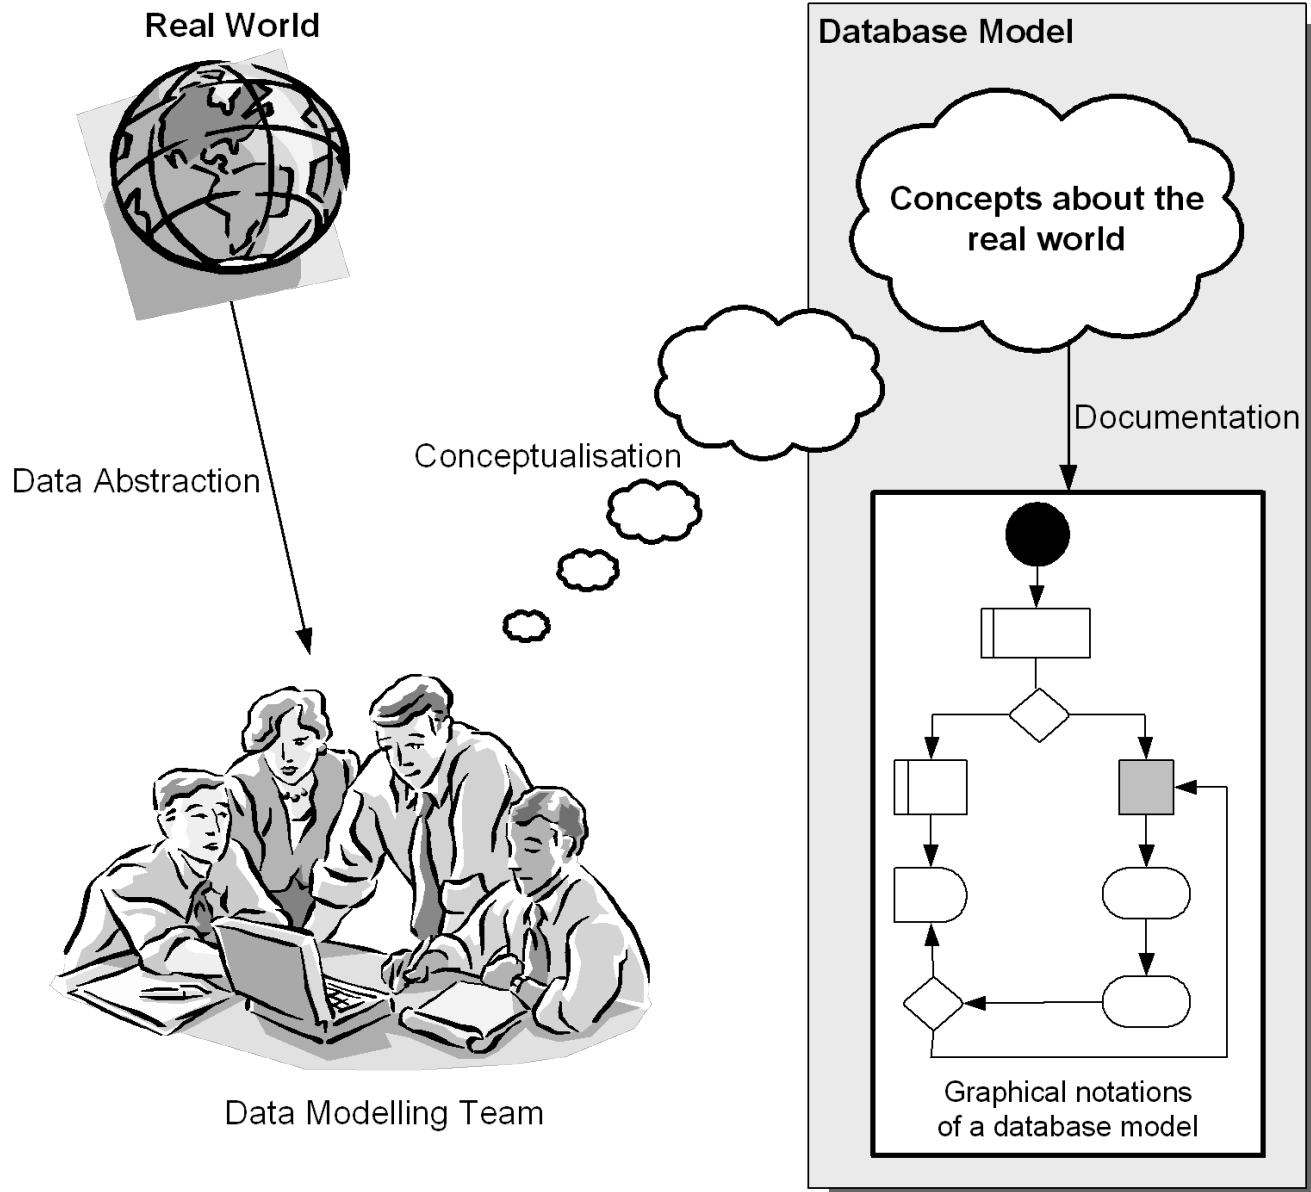 Real World
Database Model
Concepts about the
real world
Documentation
Conceptualisation
Data Abstraction
Graphical notations
of a database model
Data Modelling Team